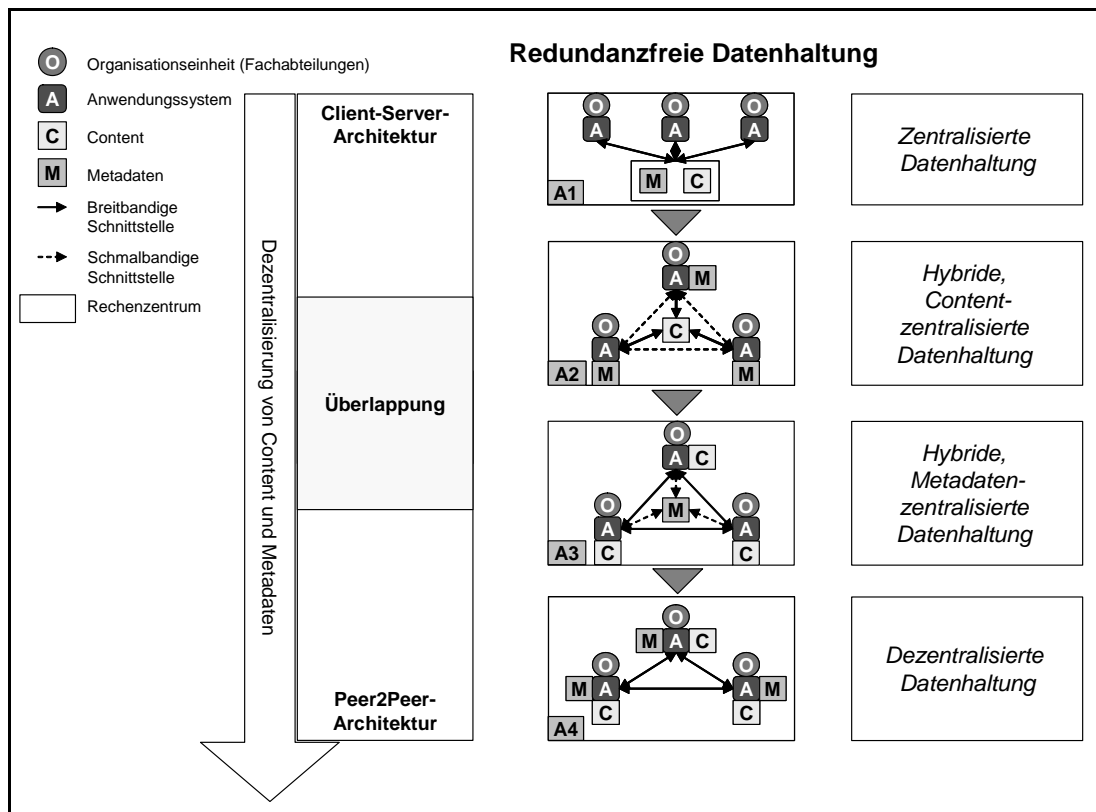 Redundanzfreie Datenhaltung
O
Organisationseinheit (Fachabteilungen)
A
Anwendungssystem
C
Content
M
Metadaten
Breitbandige
Schnittstelle
Schmalbandige
Schnittstelle
Rechenzentrum
Dezentralisierung von Content und Metadaten
Client-Server-
Architektur
Überlappung
Peer2Peer-
Architektur
O O O
A A A
M C
A1
Zentralisierte
Datenhaltung
O
A M
C
O O
A A
M M
A2
Hybride,
Content-
zentralisierte
Datenhaltung
O
A C
M
O O
A A
C C
A3
Hybride,
Metadaten-
zentralisierte
Datenhaltung
O
M A C
O O
M A A M
C C
A4
Dezentralisierte
Datenhaltung